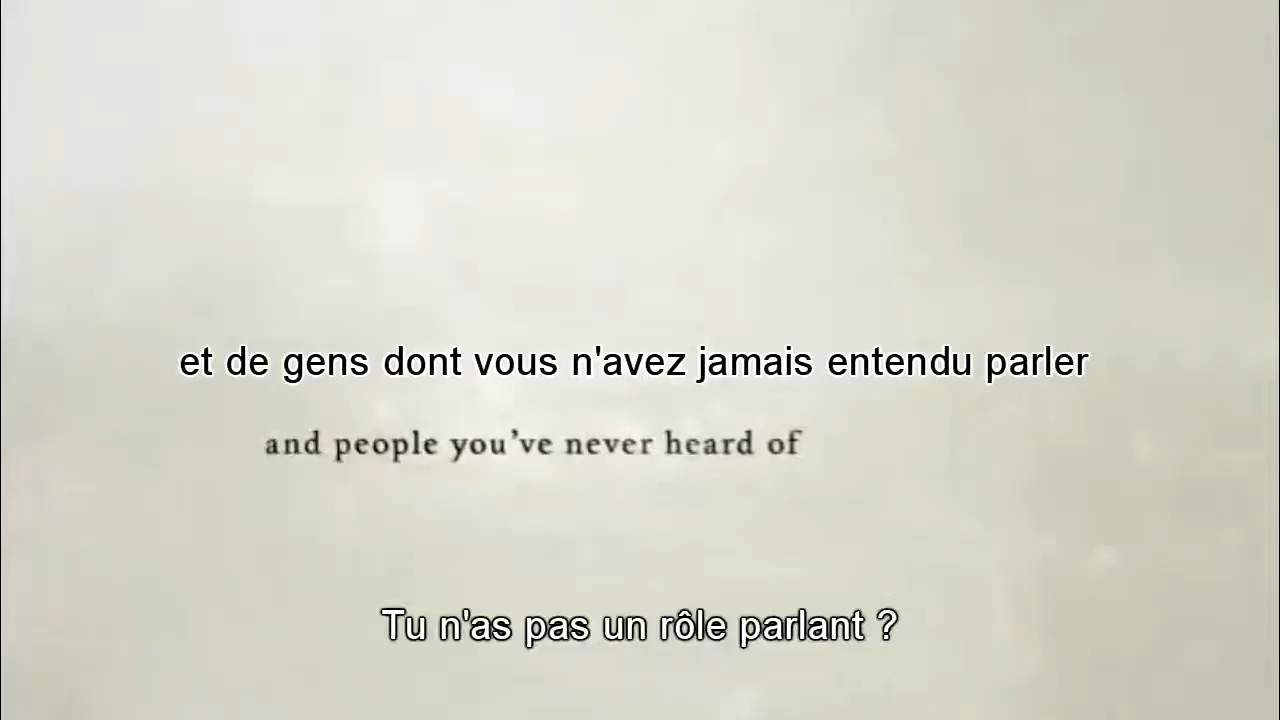 et de gens dont vous n'avez jamais entendu parler
and people you've never heard of
Tu n'as pas un rôle parlant ?